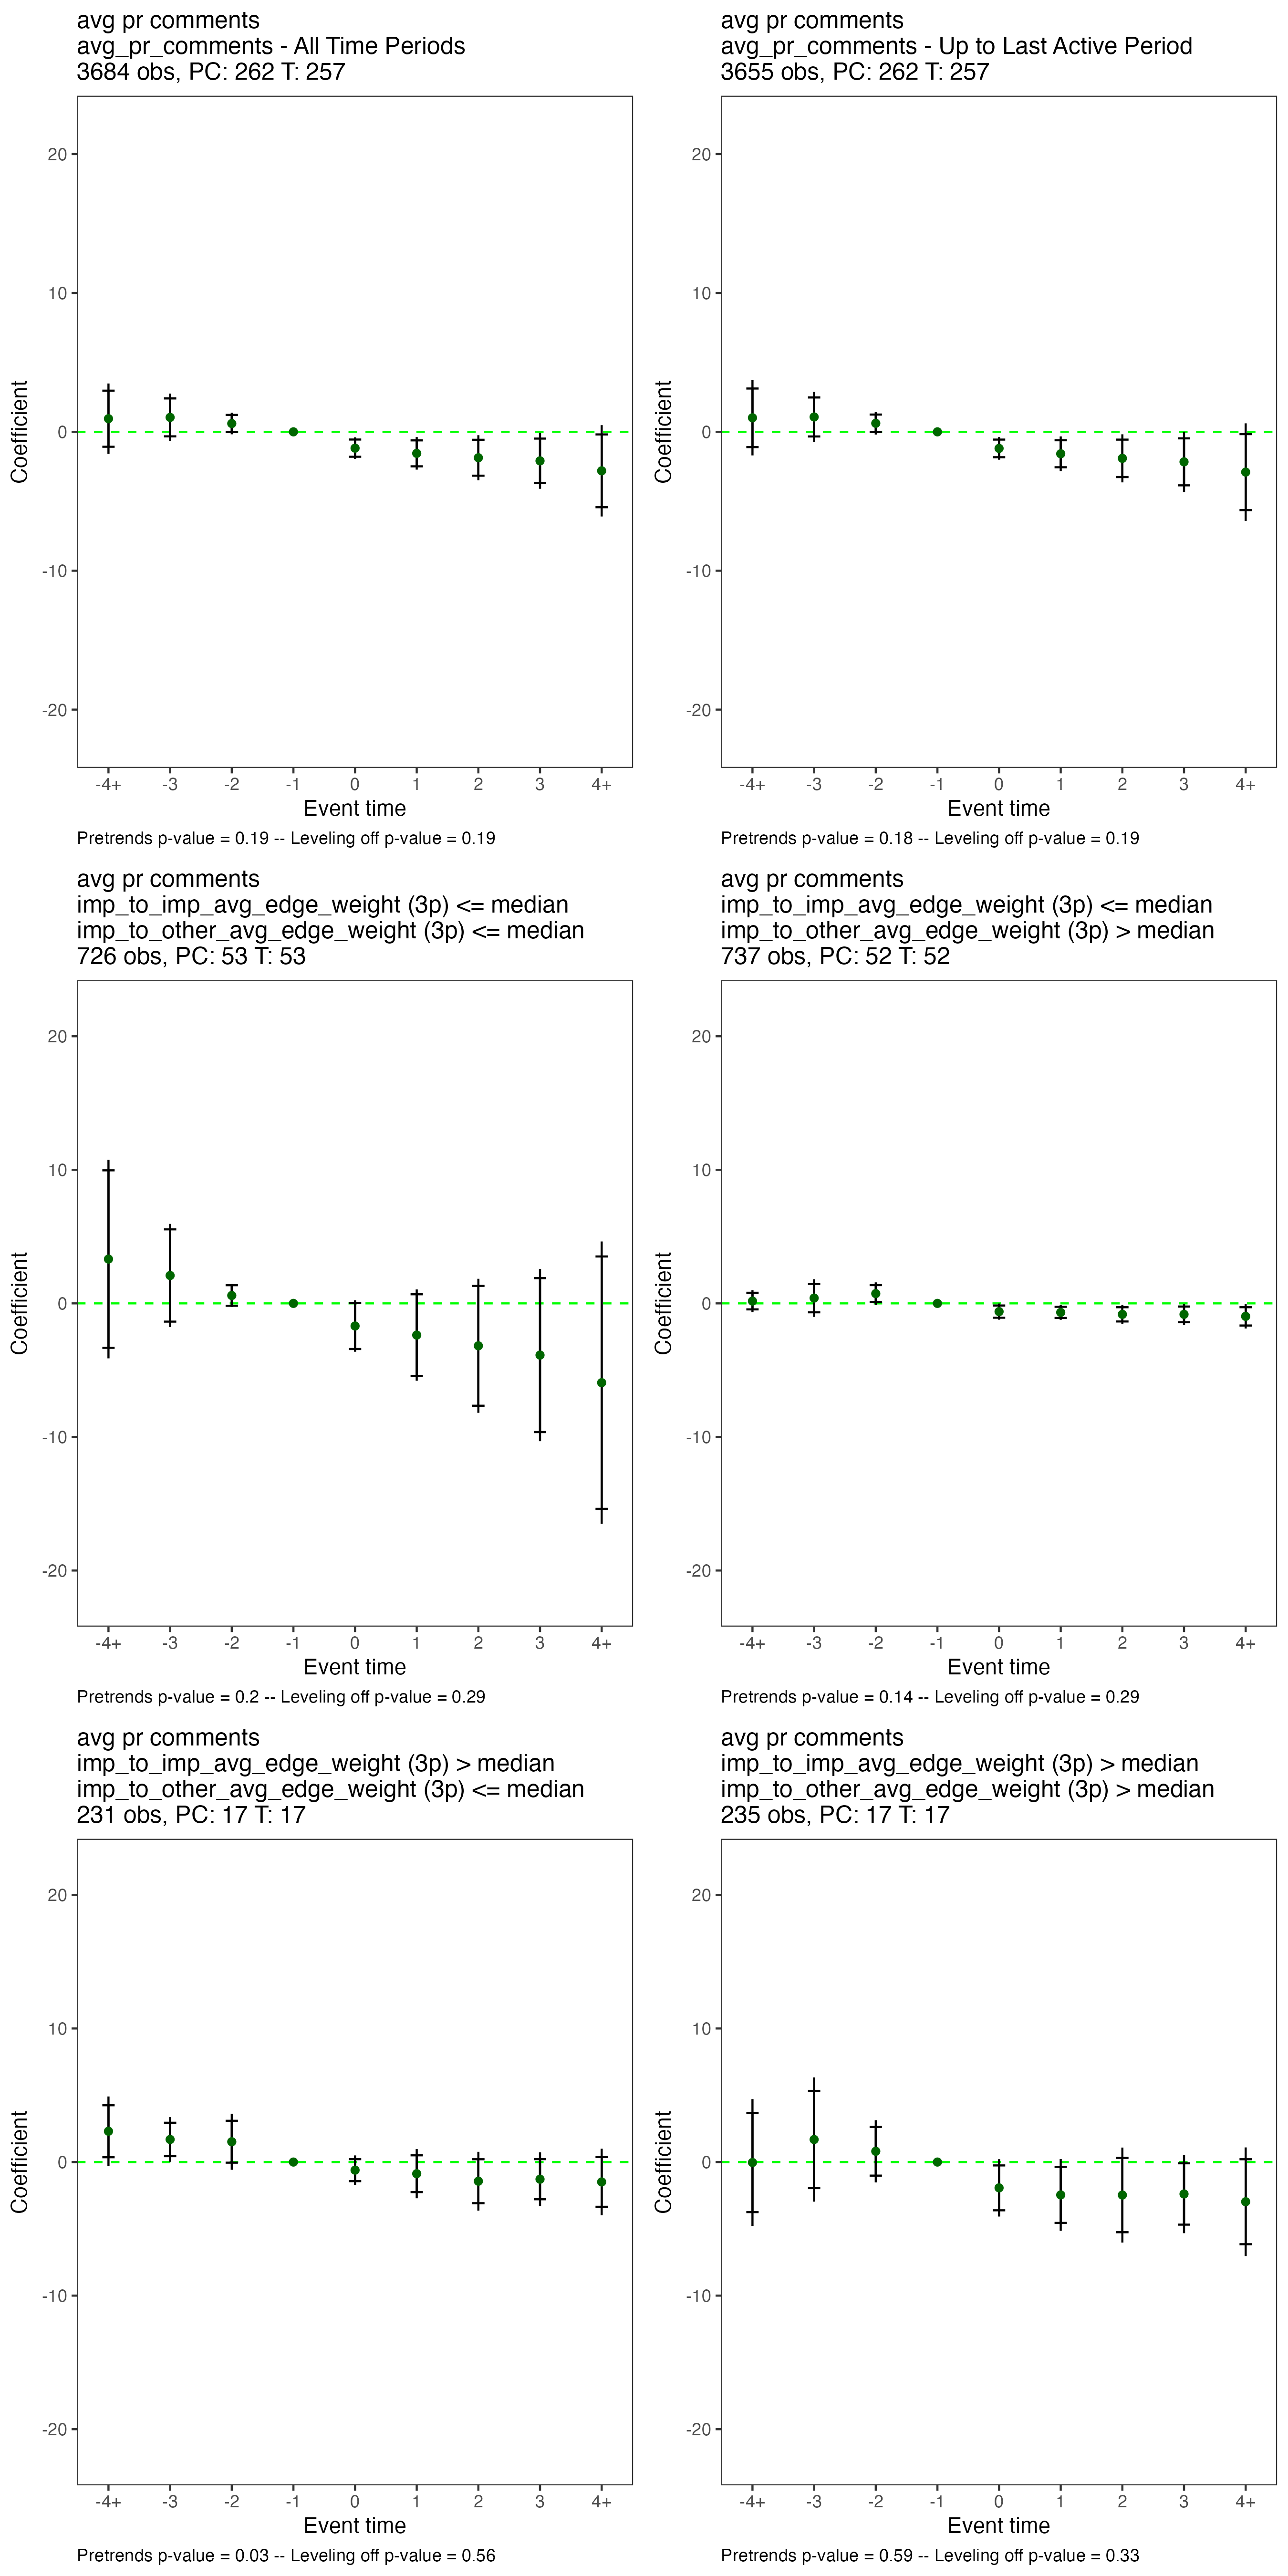 avg pr comments
avg_pr_comments - All Time Periods
3684 obs, PC: 262 T: 257
20
10
0
-10
-20
Coefficient
-4+ -3 -2 -1 0 1 2 3 4+
Event time
Pretrends p-value = 0.19 -- Leveling off p-value = 0.19
avg pr comments
avg_pr_comments - Up to Last Active Period
3655 obs, PC: 262 T: 257
20
10
0
-10
-20
Coefficient
-4+ -3 -2 -1 0 1 2 3 4+
Event time
Pretrends p-value = 0.18 -- Leveling off p-value = 0.19
avg pr comments
imp_to_imp_avg_edge_weight (3p) <= median
imp_to_other_avg_edge_weight (3p) <= median
726 obs, PC: 53 T: 53
20
10
0
-10
-20
Coefficient
-4+ -3 -2 -1 0 1 2 3 4+
Event time
Pretrends p-value = 0.2 -- Leveling off p-value = 0.29
avg pr comments
imp_to_imp_avg_edge_weight (3p) <= median
imp_to_other_avg_edge_weight (3p) > median
737 obs, PC: 52 T: 52
20
10
0
-10
-20
Coefficient
-4+ -3 -2 -1 0 1 2 3 4+
Event time
Pretrends p-value = 0.14 -- Leveling off p-value = 0.29
avg pr comments
imp_to_imp_avg_edge_weight (3p) > median
imp_to_other_avg_edge_weight (3p) <= median
231 obs, PC: 17 T: 17
20
10
0
-10
-20
Coefficient
-4+ -3 -2 -1 0 1 2 3 4+
Event time
Pretrends p-value = 0.03 -- Leveling off p-value = 0.56
avg pr comments
imp_to_imp_avg_edge_weight (3p) > median
imp_to_other_avg_edge_weight (3p) > median
235 obs, PC: 17 T: 17
20
10
0
-10
-20
Coefficient
-4+ -3 -2 -1 0 1 2 3 4+
Event time
Pretrends p-value = 0.59 -- Leveling off p-value = 0.33